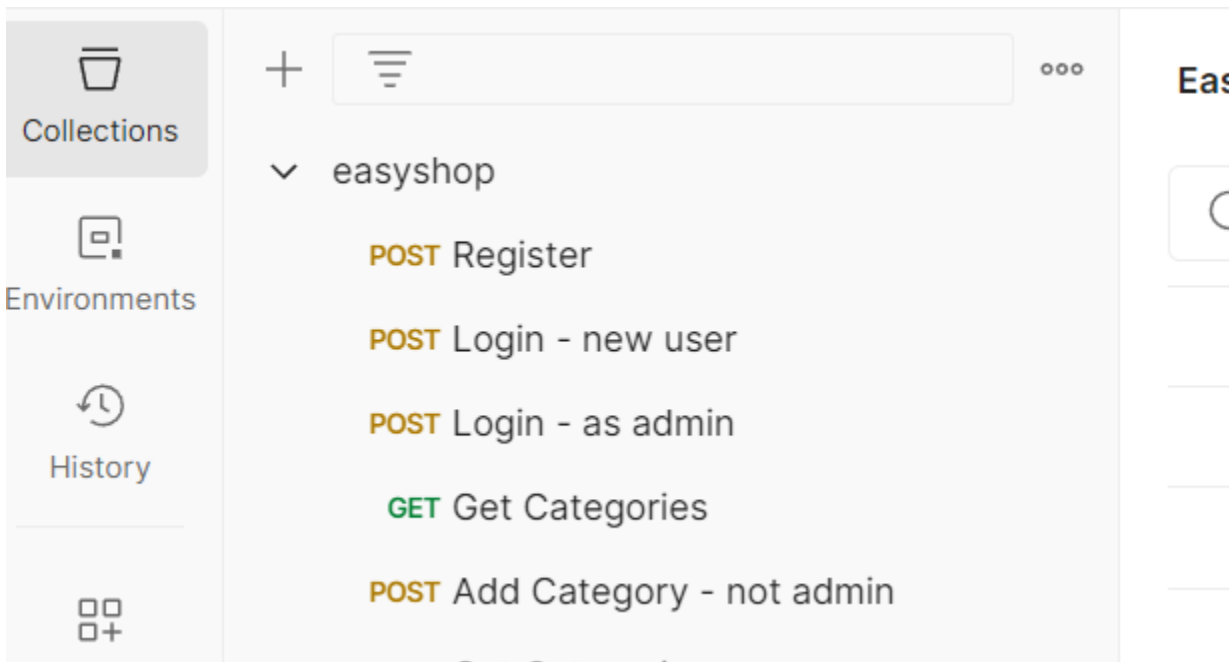 Collections
Environments
History
easyshop
POST Register
POST Login - new user
POST Login - as admin
GET Get Categories
POST Add Category - not admin
Eas